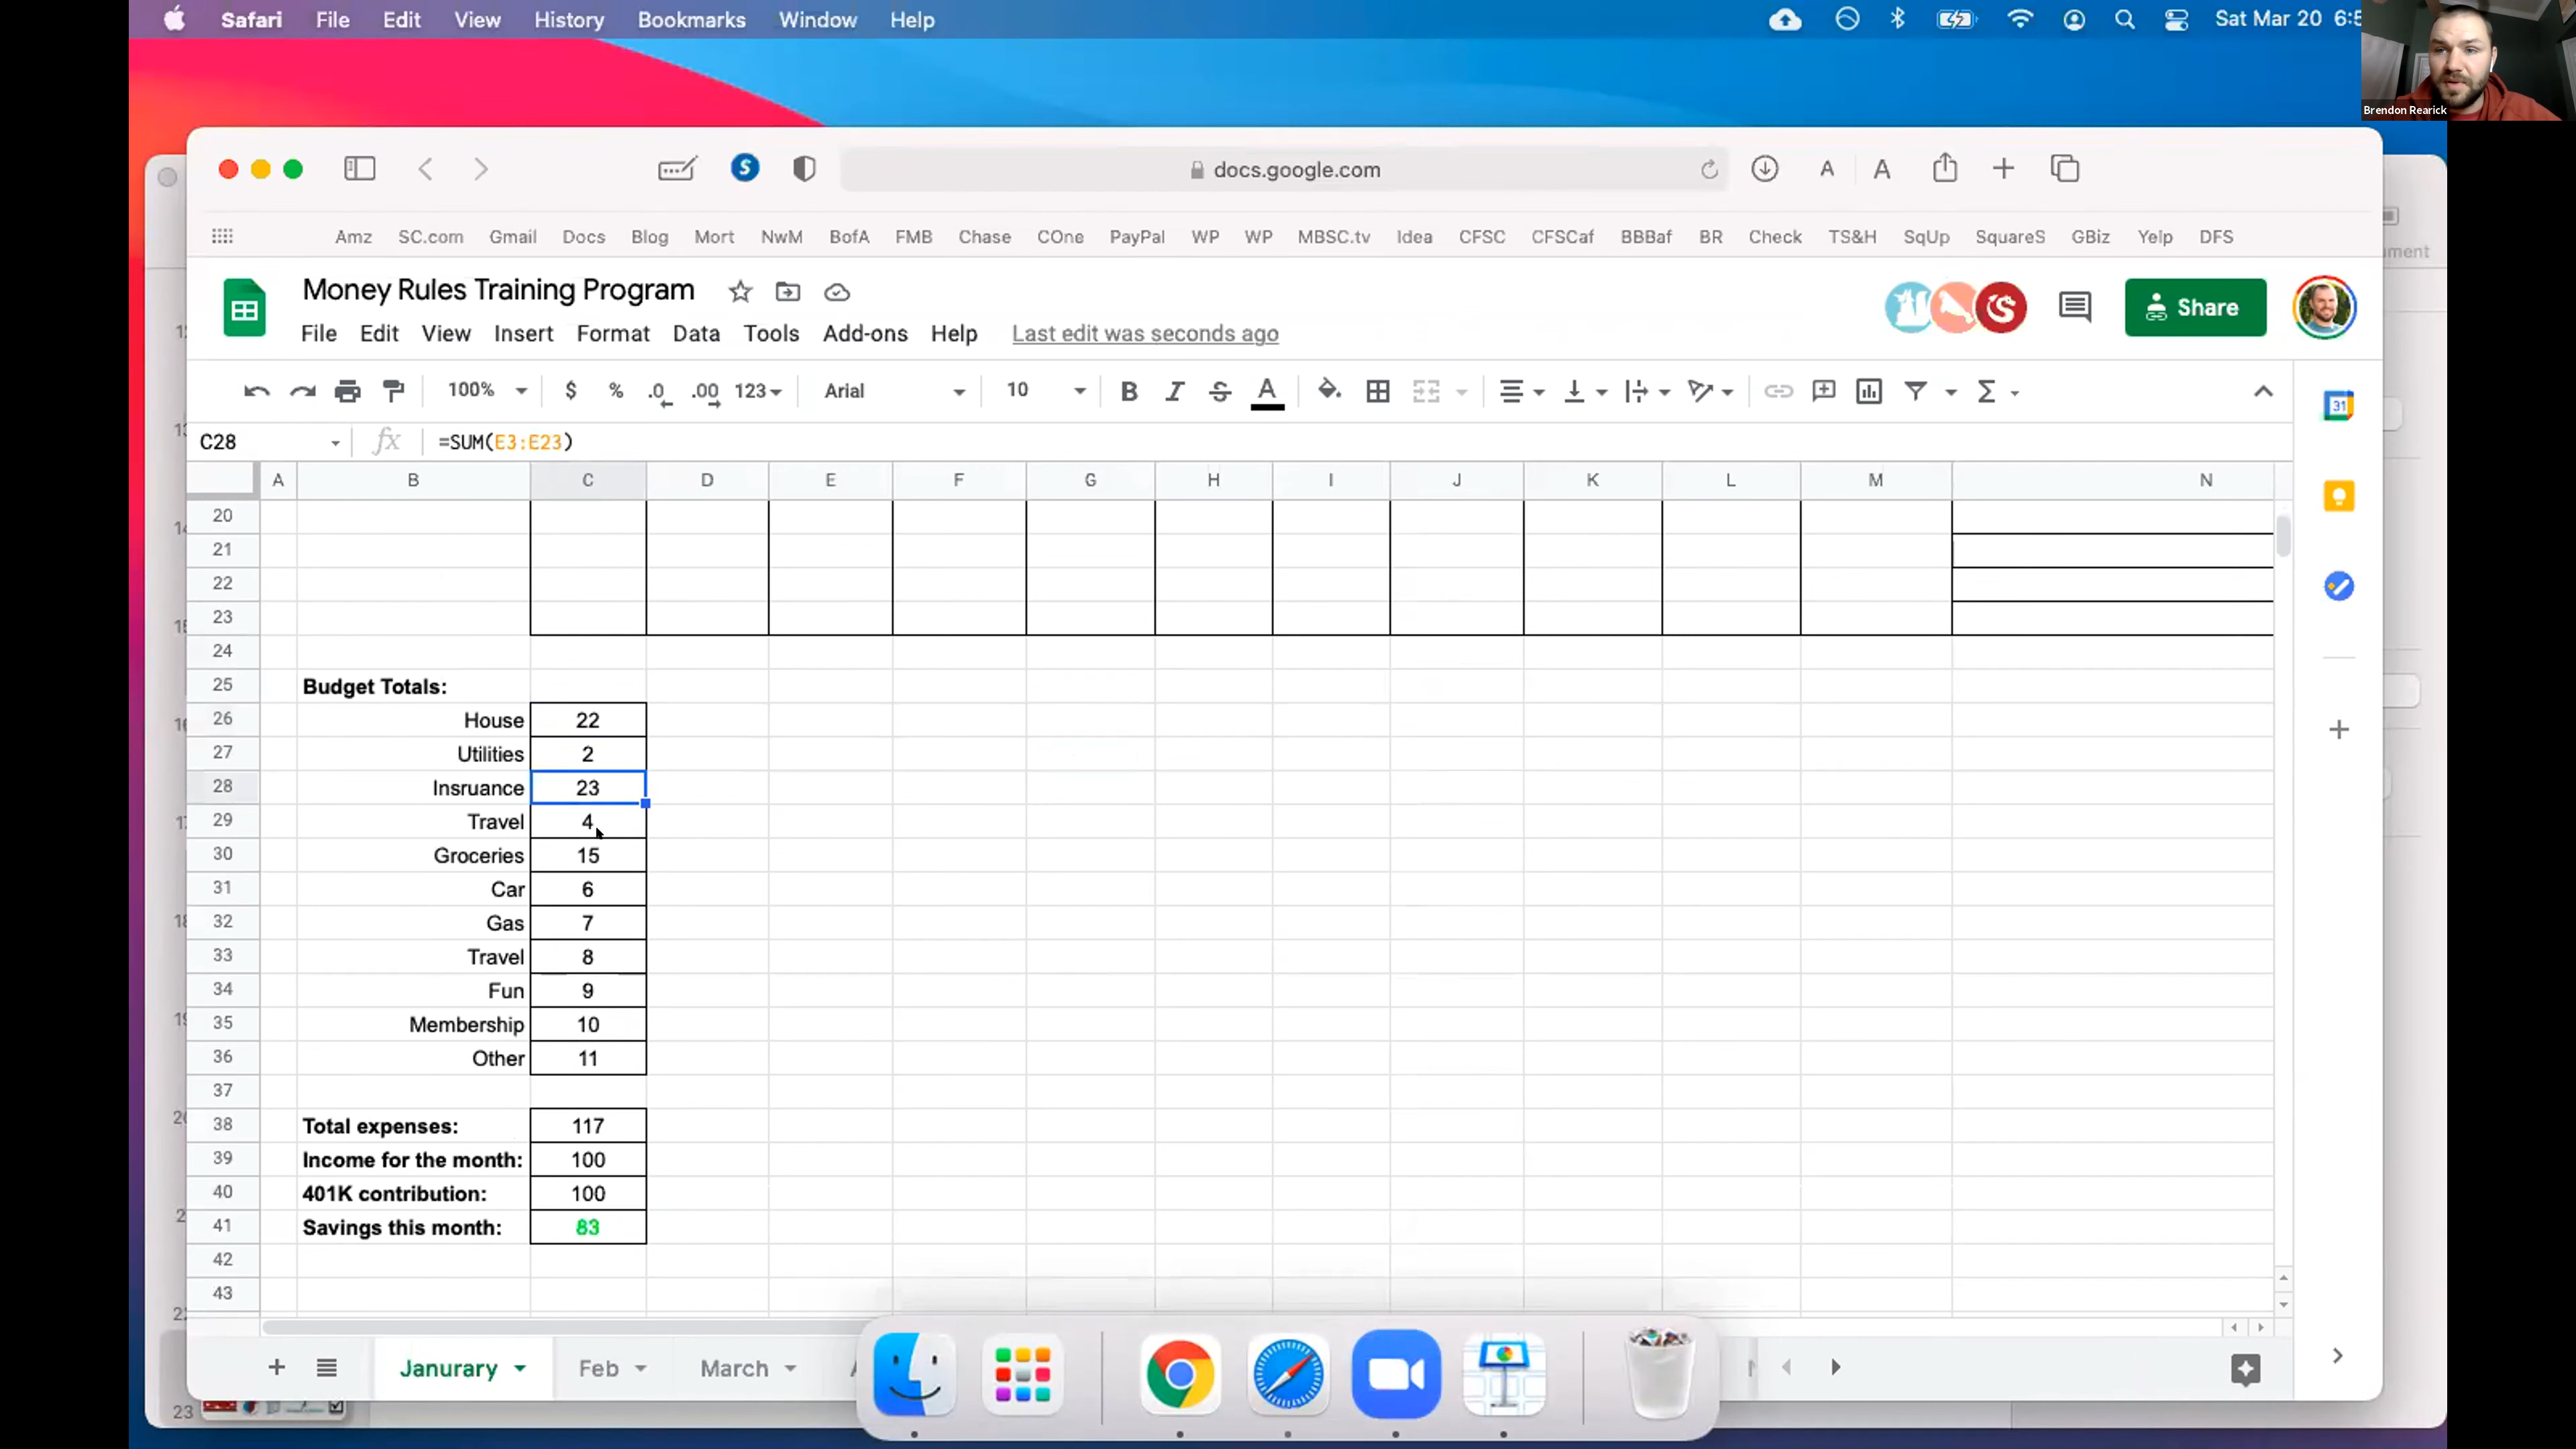 Safari File Edit View History Bookmarks Window Help Sat Mar 20 6:5
Brendon Rearick
docs.google.com A A
Amz SC.com Gmail Docs Blog Mort NwM BofA FMB Chase COne PayPal WP WP MBSC.tv Idea CFSC CFSCaf BBBaf BR Check TS&H SqUp SquareS GBiz Yelp DFS
ument
Money Rules Training Program
Share
File Edit View Insert Format Data Tools Add-ons Help Last edit was seconds ago
100% $ % .0 .00 123 Arial 10 B I S A Σ
31
C28 fx =SUM(E3:E23)
A B C D E F G H I J K L M N
20
21
22
23
24
25 Budget Totals:
26 House 22
27 Utilities 2
28 Insruance 23
29 Travel 4
30 Groceries 15
31 Car 6
32 Gas 7
33 Travel 8
34 Fun 9
35 Membership 10
36 Other 11
37
38 Total expenses: 117
39 Income for the month: 100
40 401K contribution: 100
41 Savings this month: 83
42
43
Janurary Feb March
23